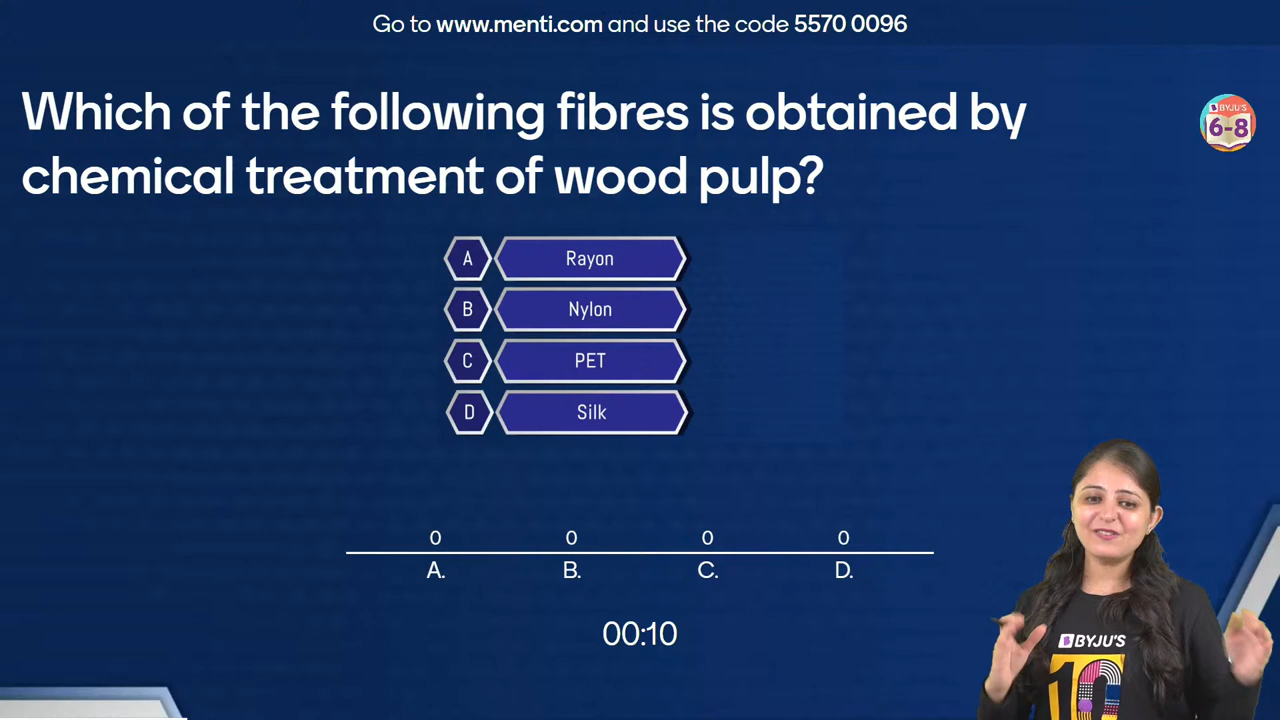 Go to www.menti.com and use the code 5570 0096
Which of the following fibres is obtained by
chemical treatment of wood pulp?
BYJU'S
6-8
A Rayon
B Nylon
C PET
D Silk
0 0 0 0
A. B. C. D.
00:10
BYJU'S
10